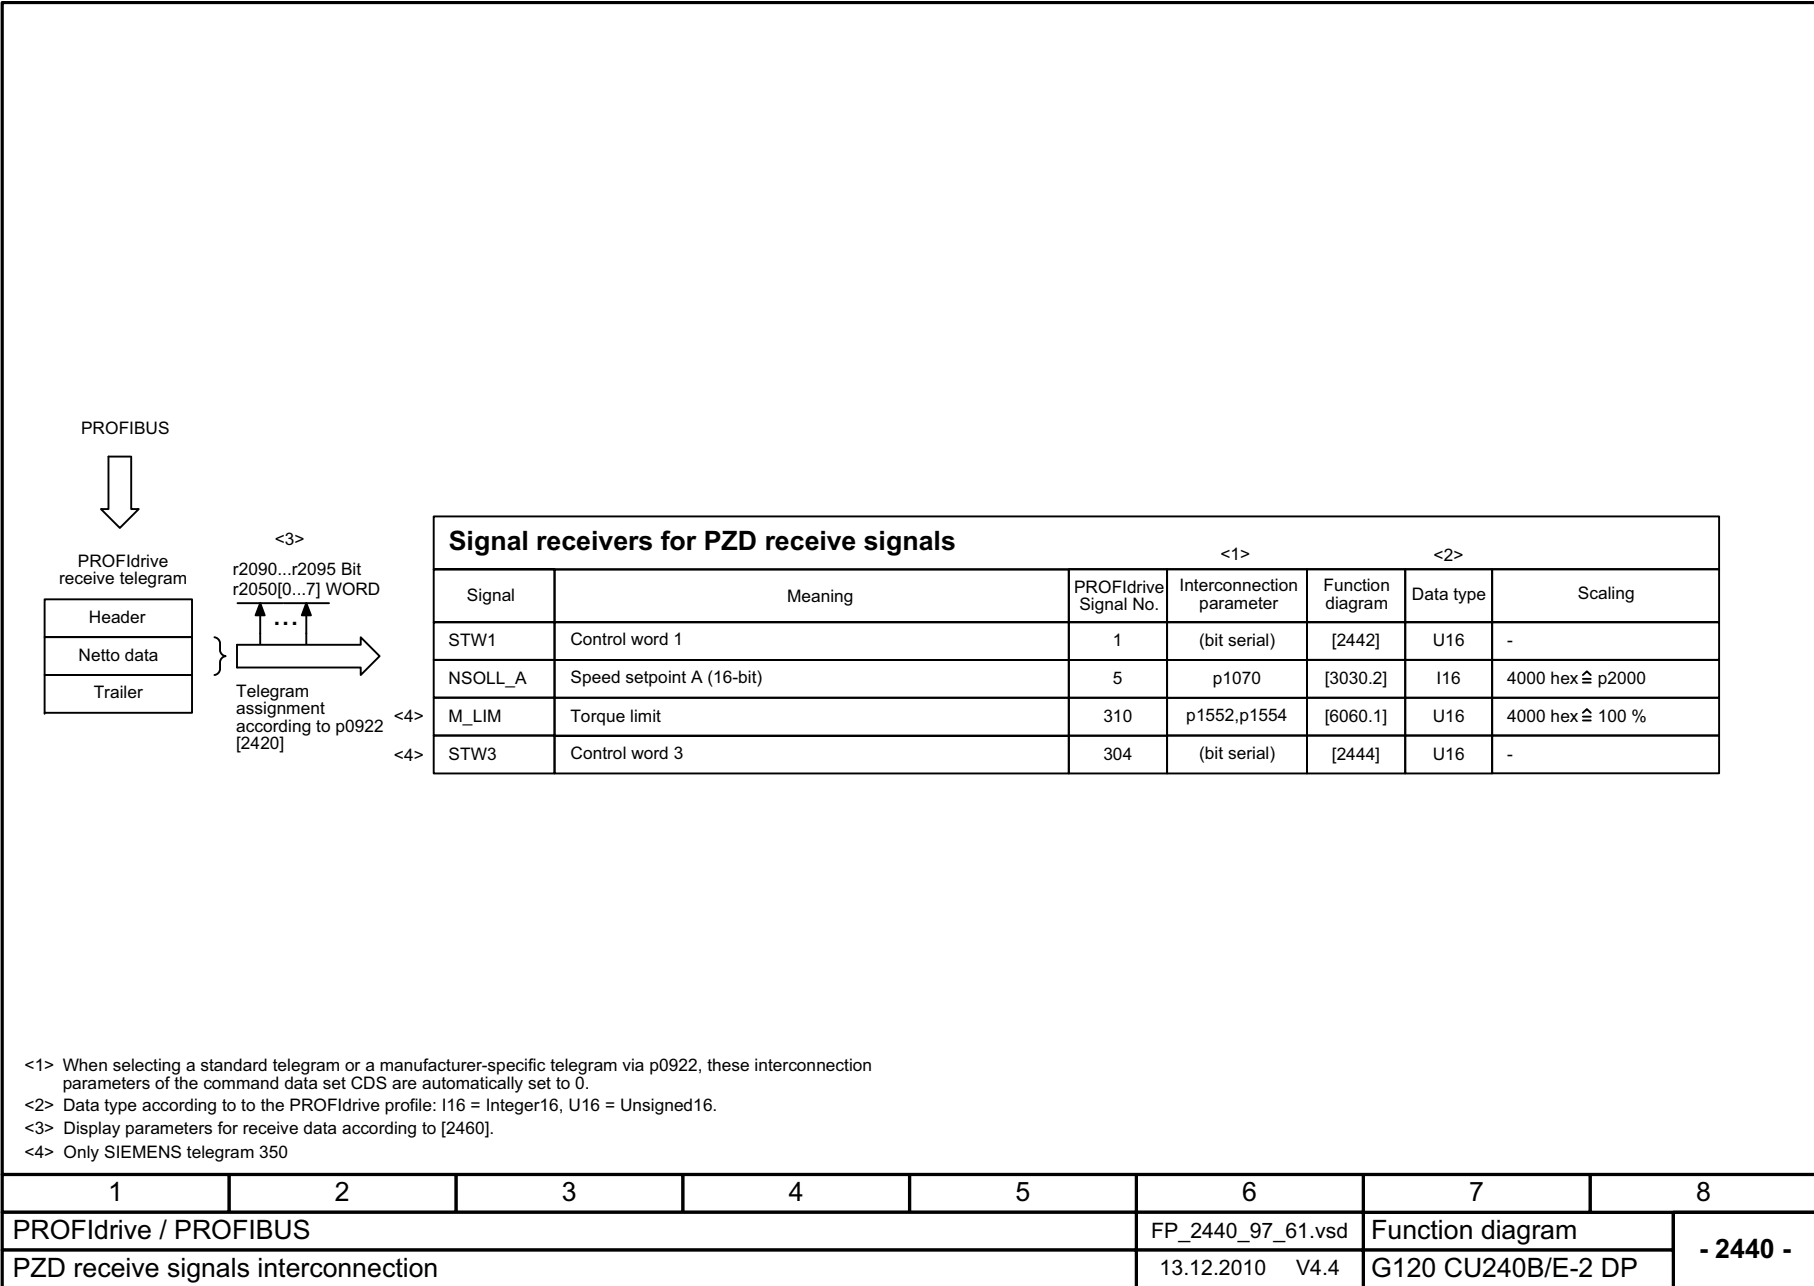 PROFIBUS
PROFIdrive
receive telegram
Header
Netto data
Trailer
<3>
r2090...r2095 Bit
r2050[0...7] WORD
...
Telegram
assignment
according to p0922
[2420]
Signal receivers for PZD receive signals
<1> <2>
Signal Meaning PROFIdrive Signal No. Interconnection parameter Function diagram Data type Scaling
STW1 Control word 1 1 (bit serial) [2442] U16 -
NSOLL_A Speed setpoint A (16-bit) 5 p1070 [3030.2] I16 4000 hex ≙ p2000
<4> M_LIM Torque limit 310 p1552,p1554 [6060.1] U16 4000 hex ≙ 100 %
<4> STW3 Control word 3 304 (bit serial) [2444] U16 -
<1> When selecting a standard telegram or a manufacturer-specific telegram via p0922, these interconnection
parameters of the command data set CDS are automatically set to 0.
<2> Data type according to to the PROFIdrive profile: I16 = Integer16, U16 = Unsigned16.
<3> Display parameters for receive data according to [2460].
<4> Only SIEMENS telegram 350
1 2 3 4 5 6 7 8
PROFIdrive / PROFIBUS FP_2440_97_61.vsd Function diagram
- 2440 -
PZD receive signals interconnection 13.12.2010 V4.4 G120 CU240B/E-2 DP